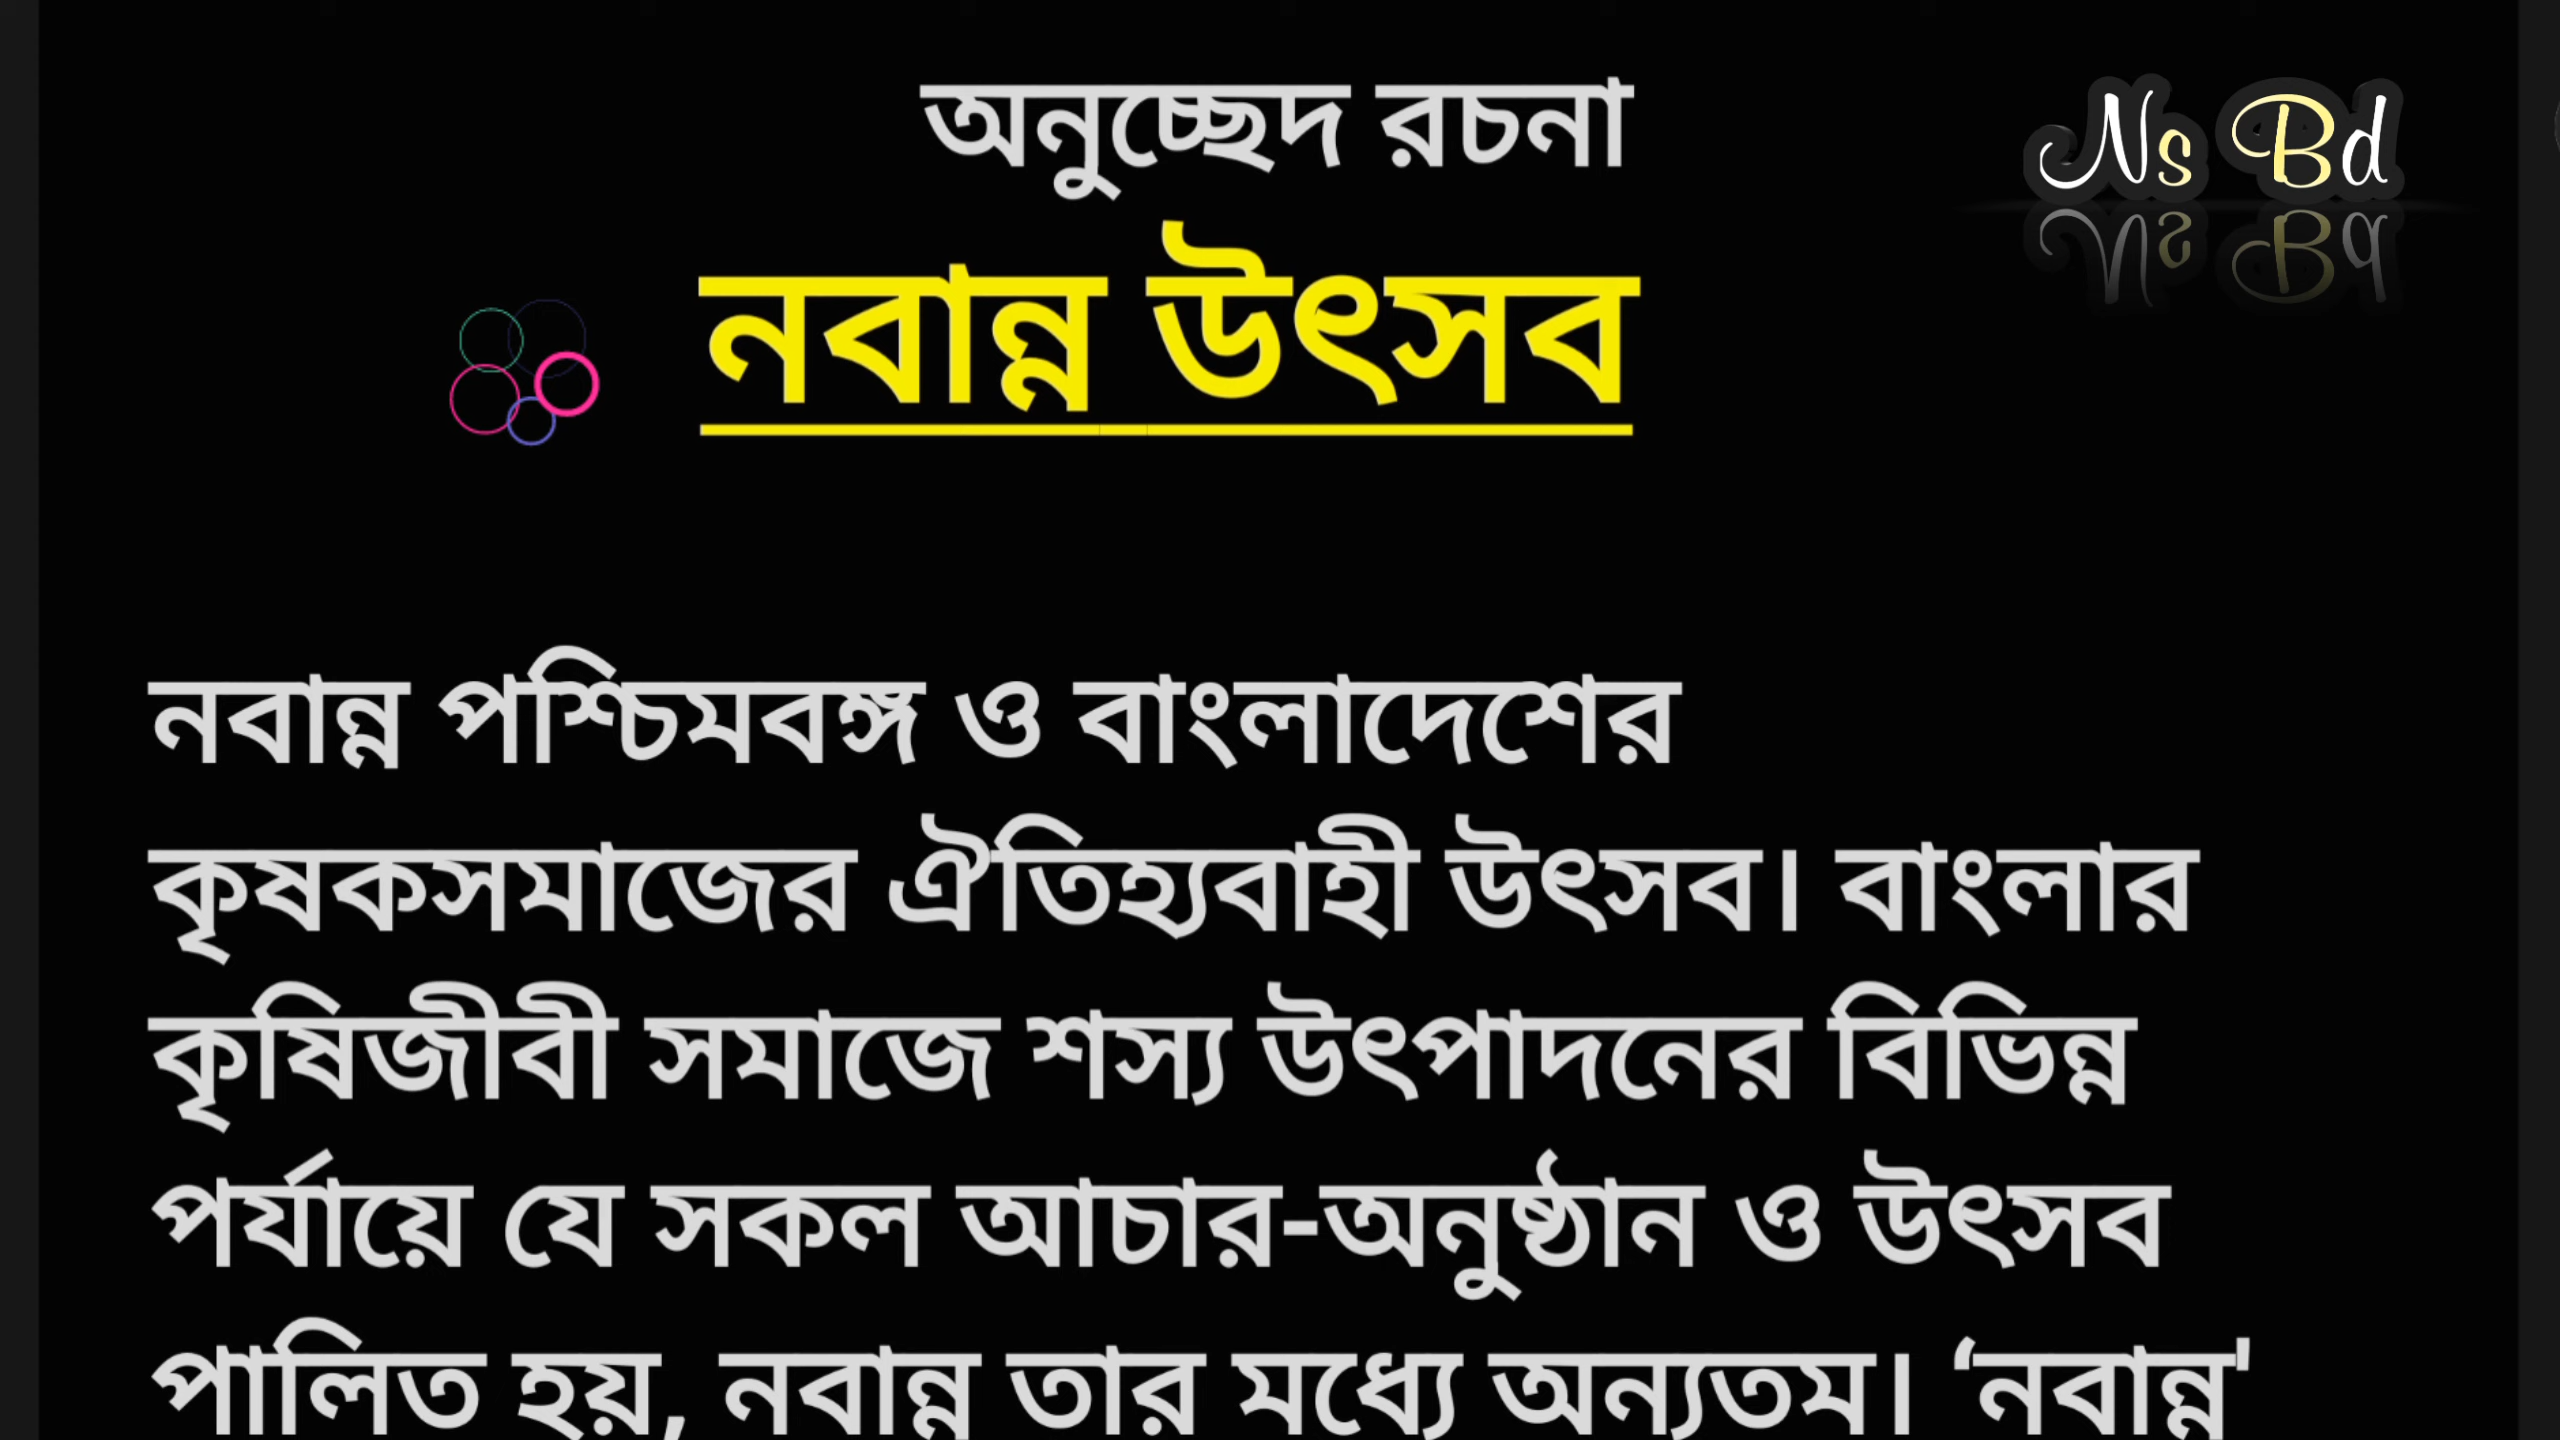 অনুচ্ছেদ রচনা
Ns Bd
নবান্ন উৎসব
নবান্ন পশ্চিমবঙ্গ ও বাংলাদেশের
কৃষকসমাজের ঐতিহ্যবাহী উৎসব। বাংলার
কৃষিজীবী সমাজে শস্য উৎপাদনের বিভিন্ন
পর্যায়ে যে সকল আচার-অনুষ্ঠান ও উৎসব
পালিত হয়, নবান্ন তার মধ্যে অন্যতম। ‘নবান্ন'